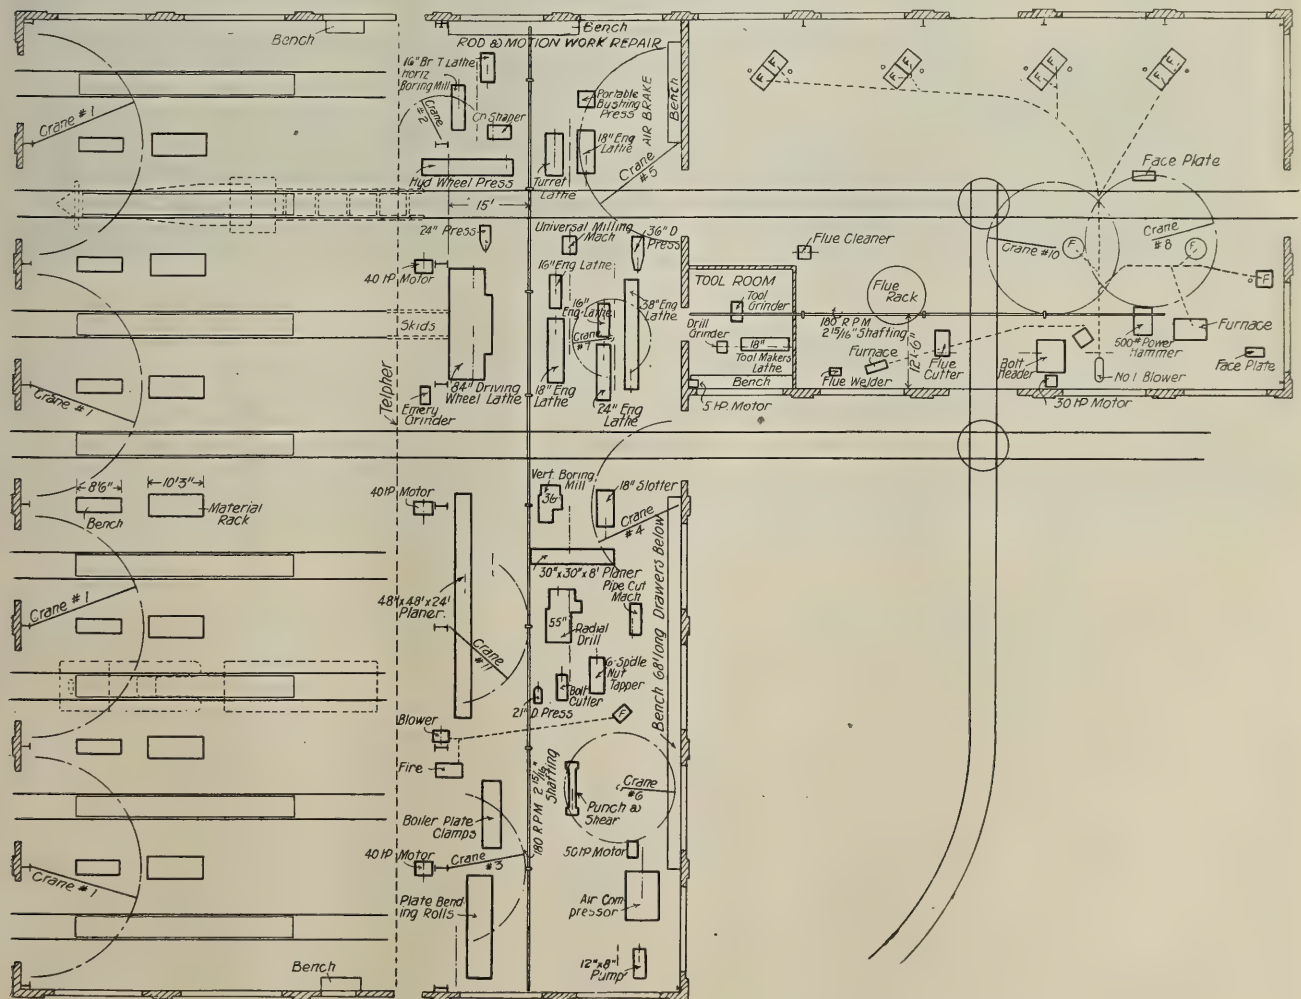 Bench
Bench
ROD & MOTION WORK REPAIR
16" Br T Lathe
Horiz
Boring Mill
Crane
#2
Cr. Shaper
Portable
Bushing
Press
AIR BRAKE
Bench
18" Eng
Lathe
Crane
#5
Hyd Wheel Press
Turret
Lathe
Crane #1
15'
F
F
F
F
F
F
F
F
Face Plate
Crane
#8
Crane #10
F
F
F
24" Press
Universal Milling
Mach
36" D
Press
40 HP Motor
16" Eng Lathe
16"
Eng Lathe
38" Eng
Lathe
Crane
#7
Skids
84" Driving
Wheel Lathe
18" Eng
Lathe
24" Eng
Lathe
Emery
Grinder
Telpher
Crane #1
Flue Cleaner
TOOL ROOM
Tool
Grinder
Drill
Grinder
18"
Tool Makers
Lathe
Bench
5 HP. Motor
Flue
Rack
180 R P M
2 15/16" Shafting
12'-6"
Furnace
Flue Welder
Flue
Cutter
Bolt
Header
30 HP Motor
500# Power
Hammer
Furnace
No 1 Blower
Face Plate
8'6"
10'3"
Bench
Material
Rack
40 HP Motor
Vert. Boring
Mill
36
18" Slotter
Crane
#4
30" x 30" x 8' Planer
Pipe Cut
Mach
48" x 48" x 24'
Planer.
55"
Radial
Drill
Crane
#11
6-Spdle
Nut
Tapper
Bolt
Cutter
21" D Press
Bench 68' long Drawers Below
Crane #1
Blower
F
Fire
180 R P M 2 15/16"
Shafting
Crane
#6
Punch &
Shear
Boiler Plate
Clamps
40 HP Motor
Crane
#3
50 HP Motor
Plate Bend
ing Rolls
Air Com
pressor
12" x 8"
Pump
Crane #1
Bench